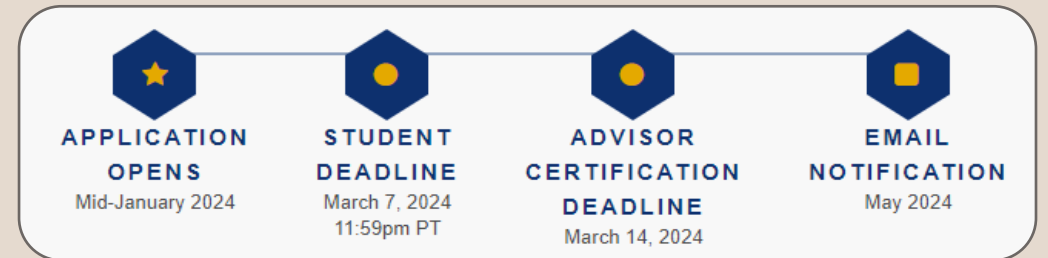 APPLICATION
OPENS
Mid-January 2024
STUDENT
DEADLINE
March 7, 2024
11:59pm PT
ADVISOR
CERTIFICATION
DEADLINE
March 14, 2024
EMAIL
NOTIFICATION
May 2024